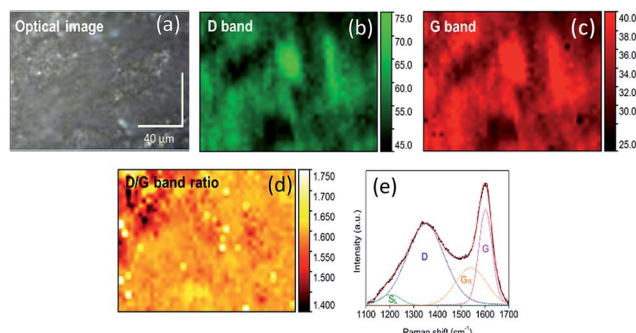 Optical image (a)
40 µm
D band (b)
75.0
70.0
65.0
60.0
55.0
50.0
45.0
G band (c)
40.0
38.0
36.0
34.0
32.0
30.0
25.0
D/G band ratio (d)
1.750
1.700
1.650
1.600
1.550
1.500
1.450
1.400
(e)
Intensity (a.u.)
D
G
GR
SL
1100 1200 1300 1400 1500 1600 1700
Raman shift (cm-1)